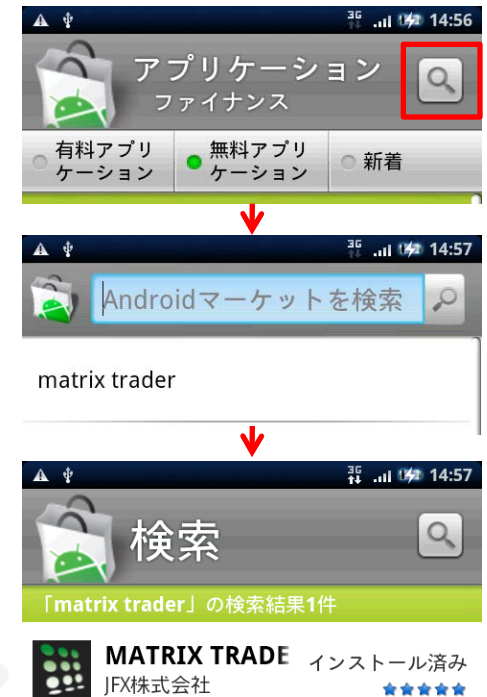 3G 14:56
アプリケーション
ファイナンス
有料アプリ
ケーション
無料アプリ
ケーション
新着
3G 14:57
Androidマーケットを検索
matrix trader
3G 14:57
検索
「matrix trader」の検索結果1件
MATRIX TRADE
インストール済み
JFX株式会社